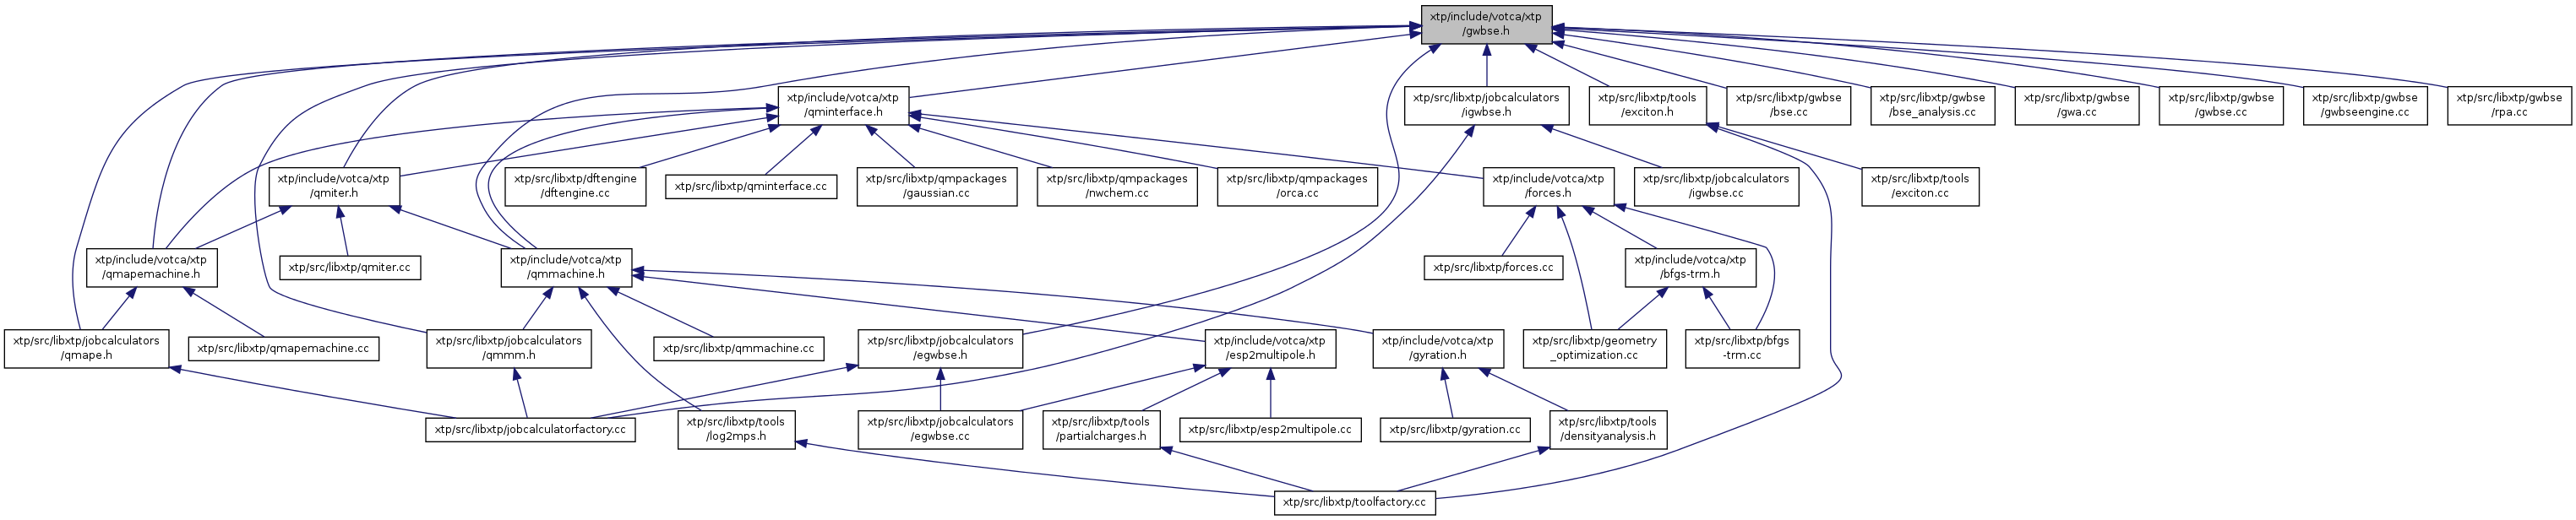 xtp/include/votca/xtp
/gwbse.h
xtp/include/votca/xtp
/qminterface.h
xtp/src/libxtp/jobcalculators
/igwbse.h
xtp/src/libxtp/tools
/exciton.h
xtp/src/libxtp/gwbse
/bse.cc
xtp/src/libxtp/gwbse
/bse_analysis.cc
xtp/src/libxtp/gwbse
/gwa.cc
xtp/src/libxtp/gwbse
/gwbse.cc
xtp/src/libxtp/gwbse
/gwbseengine.cc
xtp/src/libxtp/gwbse
/rpa.cc
xtp/include/votca/xtp
/qmiter.h
xtp/src/libxtp/dftengine
/dftengine.cc
xtp/src/libxtp/qminterface.cc
xtp/src/libxtp/qmpackages
/gaussian.cc
xtp/src/libxtp/qmpackages
/nwchem.cc
xtp/src/libxtp/qmpackages
/orca.cc
xtp/include/votca/xtp
/forces.h
xtp/src/libxtp/jobcalculators
/igwbse.cc
xtp/src/libxtp/tools
/exciton.cc
xtp/include/votca/xtp
/qmapemachine.h
xtp/src/libxtp/qmiter.cc
xtp/include/votca/xtp
/qmmachine.h
xtp/src/libxtp/forces.cc
xtp/include/votca/xtp
/bfgs-trm.h
xtp/src/libxtp/jobcalculators
/qmape.h
xtp/src/libxtp/qmapemachine.cc
xtp/src/libxtp/jobcalculators
/qmmm.h
xtp/src/libxtp/qmmachine.cc
xtp/src/libxtp/jobcalculators
/egwbse.h
xtp/include/votca/xtp
/esp2multipole.h
xtp/include/votca/xtp
/gyration.h
xtp/src/libxtp/geometry
_optimization.cc
xtp/src/libxtp/bfgs
-trm.cc
xtp/src/libxtp/jobcalculatorfactory.cc
xtp/src/libxtp/tools
/log2mps.h
xtp/src/libxtp/jobcalculators
/egwbse.cc
xtp/src/libxtp/tools
/partialcharges.h
xtp/src/libxtp/esp2multipole.cc
xtp/src/libxtp/gyration.cc
xtp/src/libxtp/tools
/densityanalysis.h
xtp/src/libxtp/toolfactory.cc